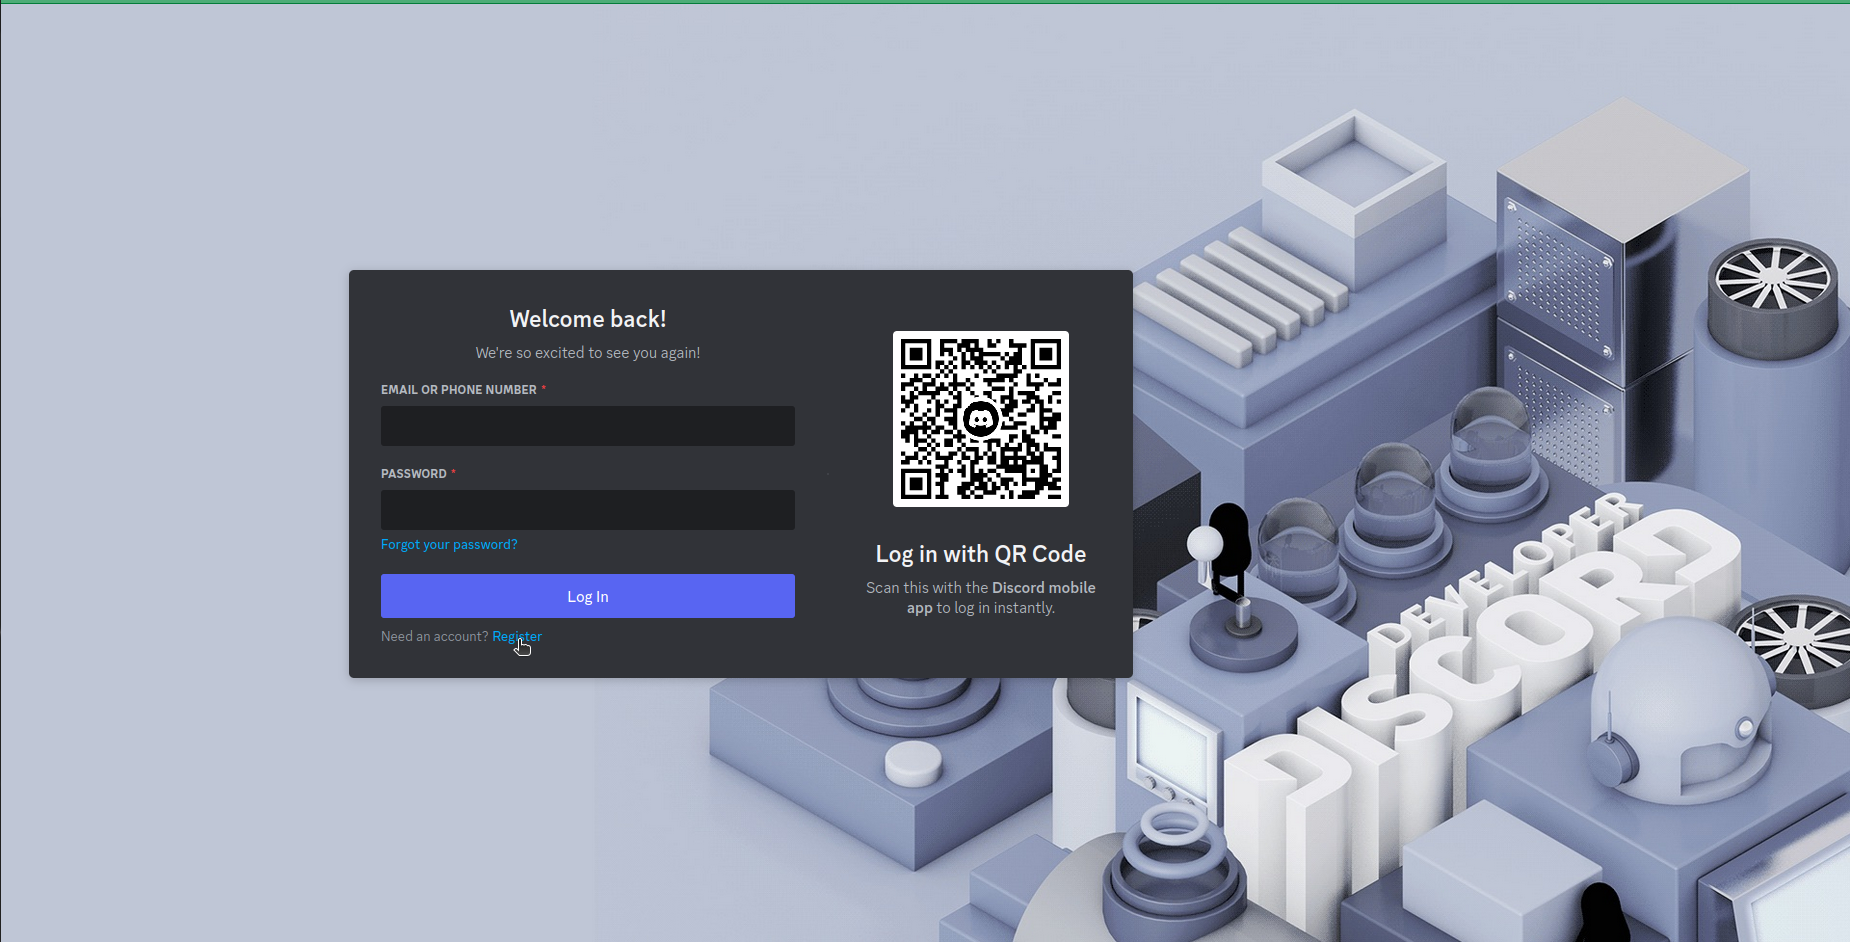 Welcome back!
We're so excited to see you again!
EMAIL OR PHONE NUMBER *
PASSWORD *
Forgot your password?
Log In
Need an account? Register
Log in with QR Code
Scan this with the Discord mobile
app to log in instantly.
DEVELOPER
DISCORD